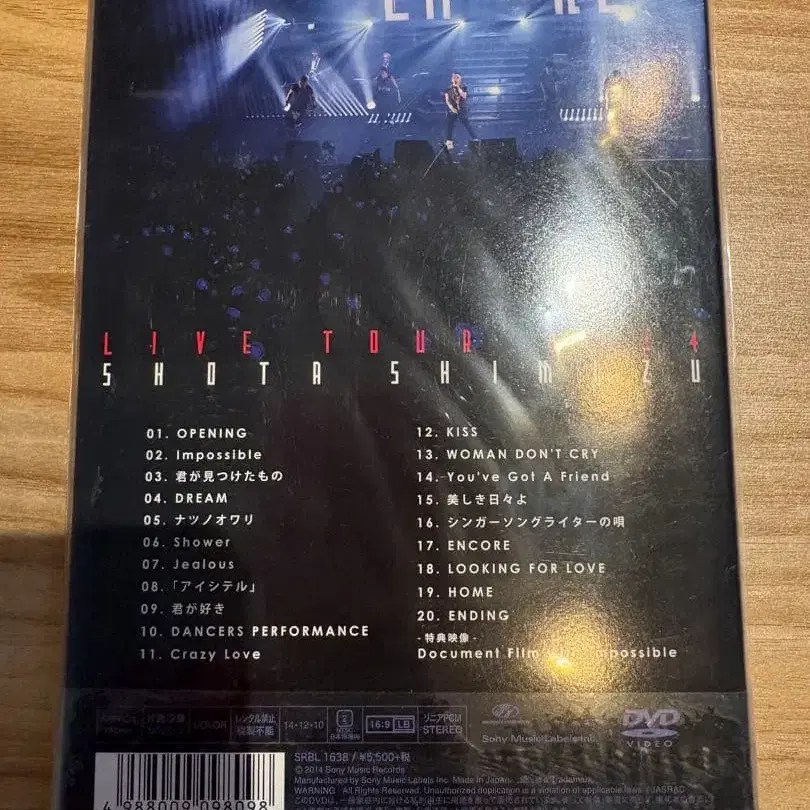 LIVE TOUR
SHOTA SHIMIZU
01. OPENING
02. Impossible
03. 君が見つけたもの
04. DREAM
05. ナツノオワリ
06. Shower
07. Jealous
08. 「アイシテル」
09. 君が好き
10. DANCERS PERFORMANCE
11. Crazy Love
12. KISS
13. WOMAN DON'T CRY
14. You've Got A Friend
15. 美しき日々よ
16. シンガーソングライターの唄
17. ENCORE
18. LOOKING FOR LOVE
19. HOME
20. ENDING
- 特典映像 -
Document Film
COLOR
レンタル禁止
複製不能
14・12・10
2
16:9 LB
リニアPCM
STEREO
Sony Music Labels Inc.
DVD
VIDEO
SRBL 1638 / ¥5,500+税
© 2014 Sony Music Records
Manufactured by Sony Music Labels Inc. Made in Japan.
WARNING : All Rights Reserved. Unauthorized duplication is a violation of applicable laws. JASRAC
4 988009 098098